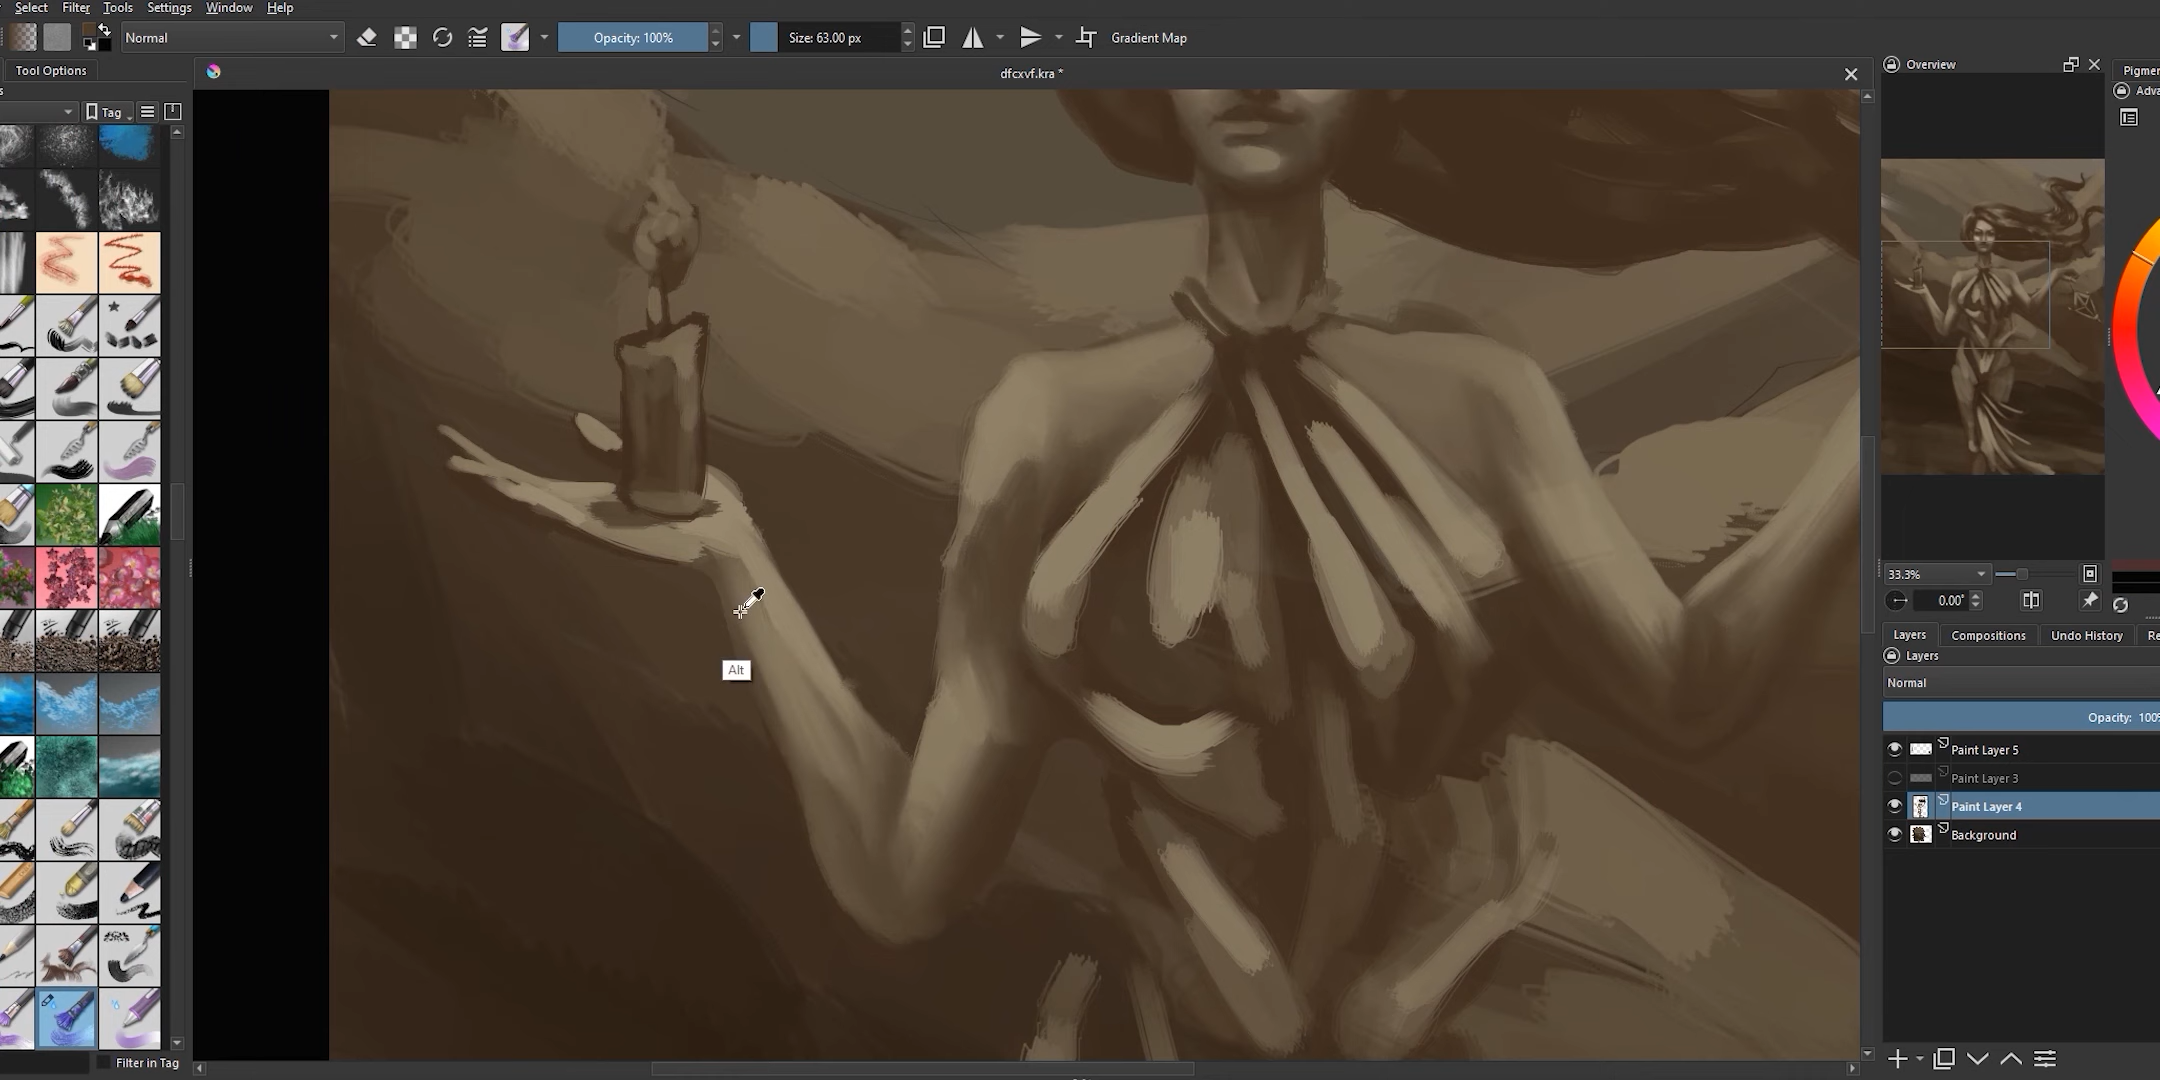 Select Filter Tools Settings Window Help
Normal Opacity: 100% Size: 63.00 px Gradient Map
Tool Options
dfcxvf.kra *
Tag
Alt
Filter in Tag
Overview
33.3%
0.00°
Layers Compositions Undo History
Layers
Normal
Opacity: 100%
Paint Layer 5
Paint Layer 3
Paint Layer 4
Background